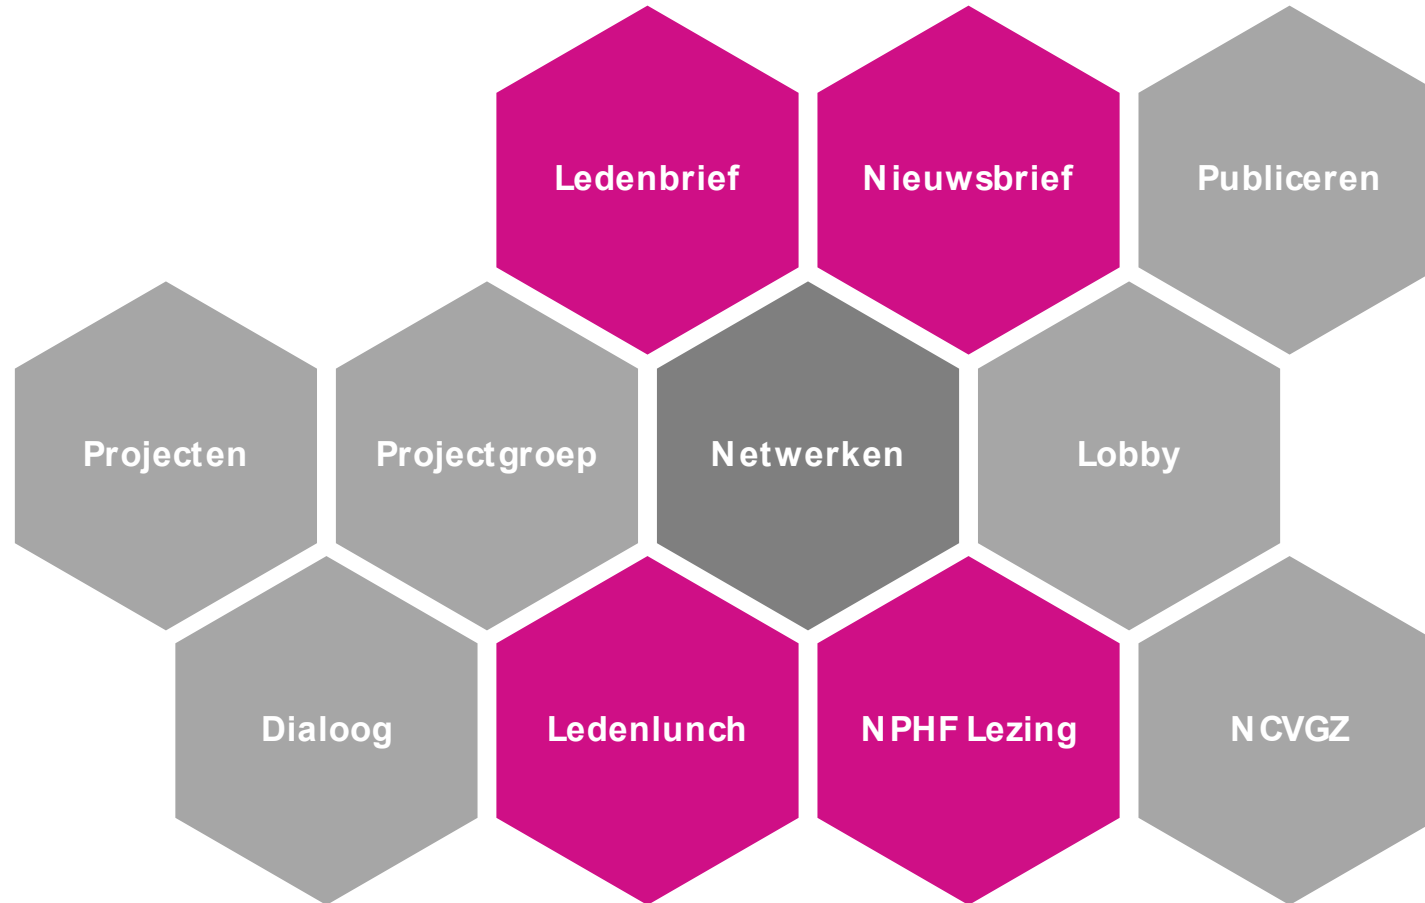 Ledenbrief
Nieuwsbrief
Publiceren
Projecten
Projectgroep
Netwerken
Lobby
Dialoog
Ledenlunch
NPHF Lezing
NCVGZ